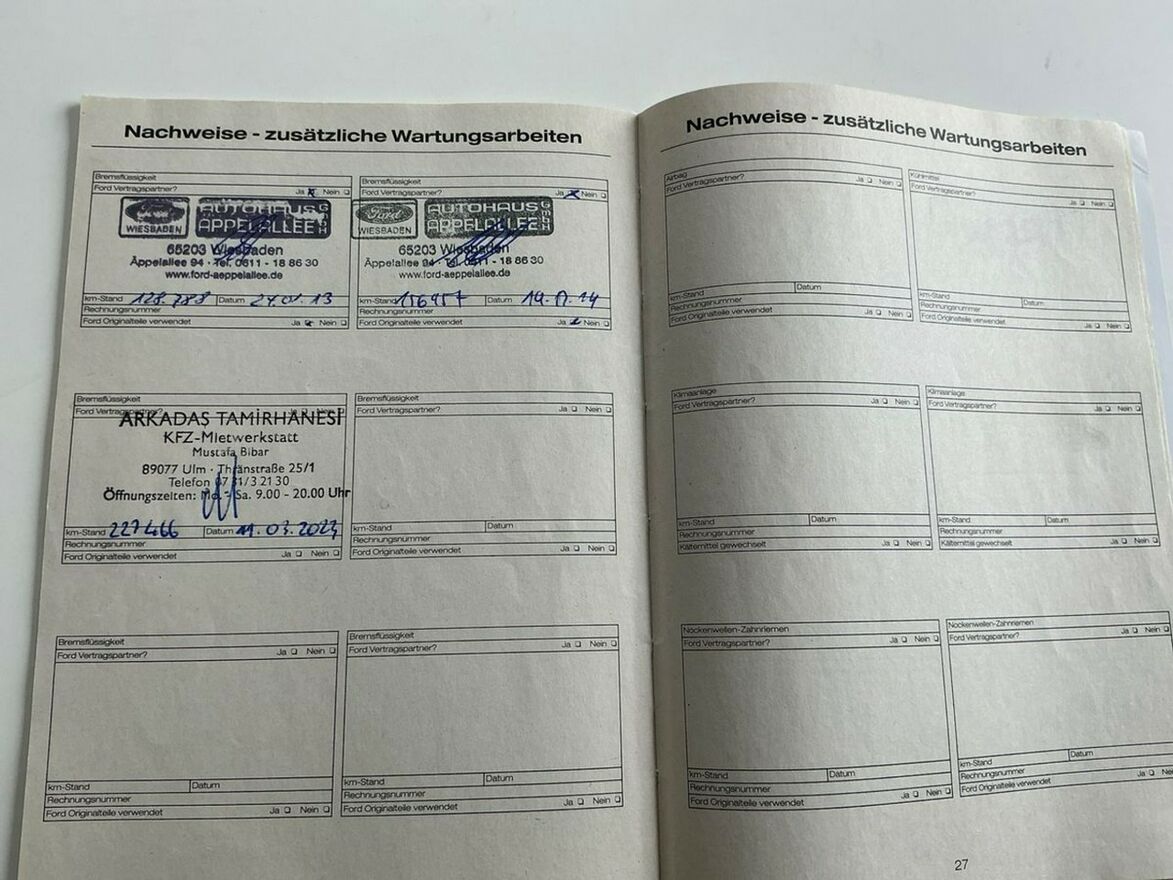 Nachweise - zusätzliche Wartungsarbeiten
Bremsflüssigkeit
Ford Vertragspartner? Ja Nein
Ford
WIESBADEN
AUTOHAUS
APPELALLEE
65203 Wiesbaden
Äppelallee 94 · Tel. 0611 - 18 86 30
www.ford-aeppelallee.de
km-Stand 128.788 Datum 24.01.13
Rechnungsnummer
Ford Originalteile verwendet Ja Nein
Bremsflüssigkeit
Ford Vertragspartner? Ja Nein
Ford
WIESBADEN
AUTOHAUS
APPELALLEE
65203 Wiesbaden
Äppelallee 94 · Tel. 0611 - 18 86 30
www.ford-aeppelallee.de
km-Stand 156457 Datum
Rechnungsnummer
Ford Originalteile verwendet Ja Nein
Bremsflüssigkeit
Ford Vertragspartner?
ARKADAŞ TAMİRHANESİ
KFZ-Mietwerkstatt
Mustafa Bibar
89077 Ulm · Thränstraße 25/1
Telefon 07 31/3 21 30
Öffnungszeiten: Mo. - Sa. 9.00 - 20.00 Uhr
km-Stand 227466 Datum 11.03.2023
Rechnungsnummer
Ford Originalteile verwendet Ja Nein
Bremsflüssigkeit
Ford Vertragspartner? Ja Nein
km-Stand Datum
Rechnungsnummer
Ford Originalteile verwendet Ja Nein
Bremsflüssigkeit
Ford Vertragspartner? Ja Nein
km-Stand Datum
Rechnungsnummer
Ford Originalteile verwendet Ja Nein
Bremsflüssigkeit
Ford Vertragspartner? Ja Nein
km-Stand Datum
Rechnungsnummer
Ford Originalteile verwendet Ja Nein
Nachweise - zusätzliche Wartungsarbeiten
Airbag
Ford Vertragspartner? Ja Nein
km-Stand Datum
Rechnungsnummer
Ford Originalteile verwendet Ja Nein
Kühlmittel
Ford Vertragspartner?
Ja Nein
km-Stand Datum
Rechnungsnummer
Ford Originalteile verwendet Ja Nein
Klimaanlage
Ford Vertragspartner? Ja Nein
km-Stand Datum
Rechnungsnummer
Kältemittel gewechselt Ja Nein
Klimaanlage
Ford Vertragspartner? Ja Nein
km-Stand Datum
Rechnungsnummer
Kältemittel gewechselt Ja Nein
Nockenwellen-Zahnriemen
Ford Vertragspartner? Ja Nein
km-Stand Datum
Rechnungsnummer
Ford Originalteile verwendet Ja Nein
Nockenwellen-Zahnriemen
Ford Vertragspartner? Ja Nein
km-Stand Datum
Rechnungsnummer
Ford Originalteile verwendet Ja
27